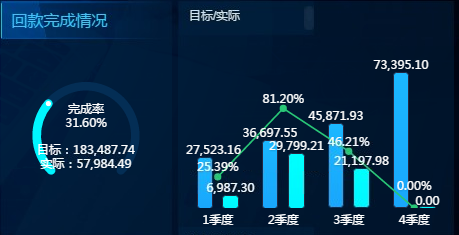 回款完成情况
完成率
31.60%
目标：183,487.74
实际：57,984.49
目标/实际
73,395.10
81.20%
45,871.93
36,697.55
46.21%
27,523.16
29,799.21
25.39%
21,197.98
6,987.30
0.00%
0.00
1季度 2季度 3季度 4季度